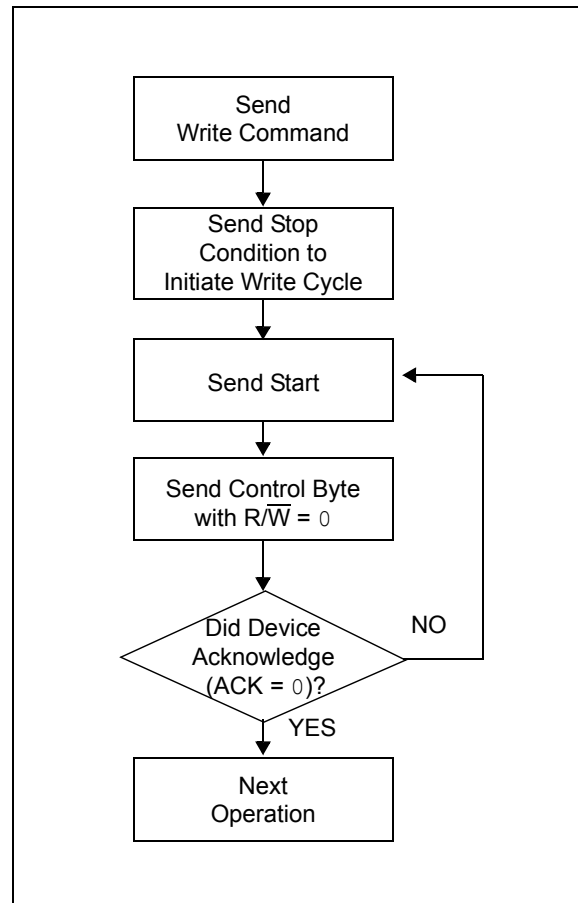 Send
Write Command
Send Stop
Condition to
Initiate Write Cycle
Send Start
Send Control Byte
with R/W̅ = 0
Did Device
Acknowledge
(ACK = 0)?
NO
YES
Next
Operation